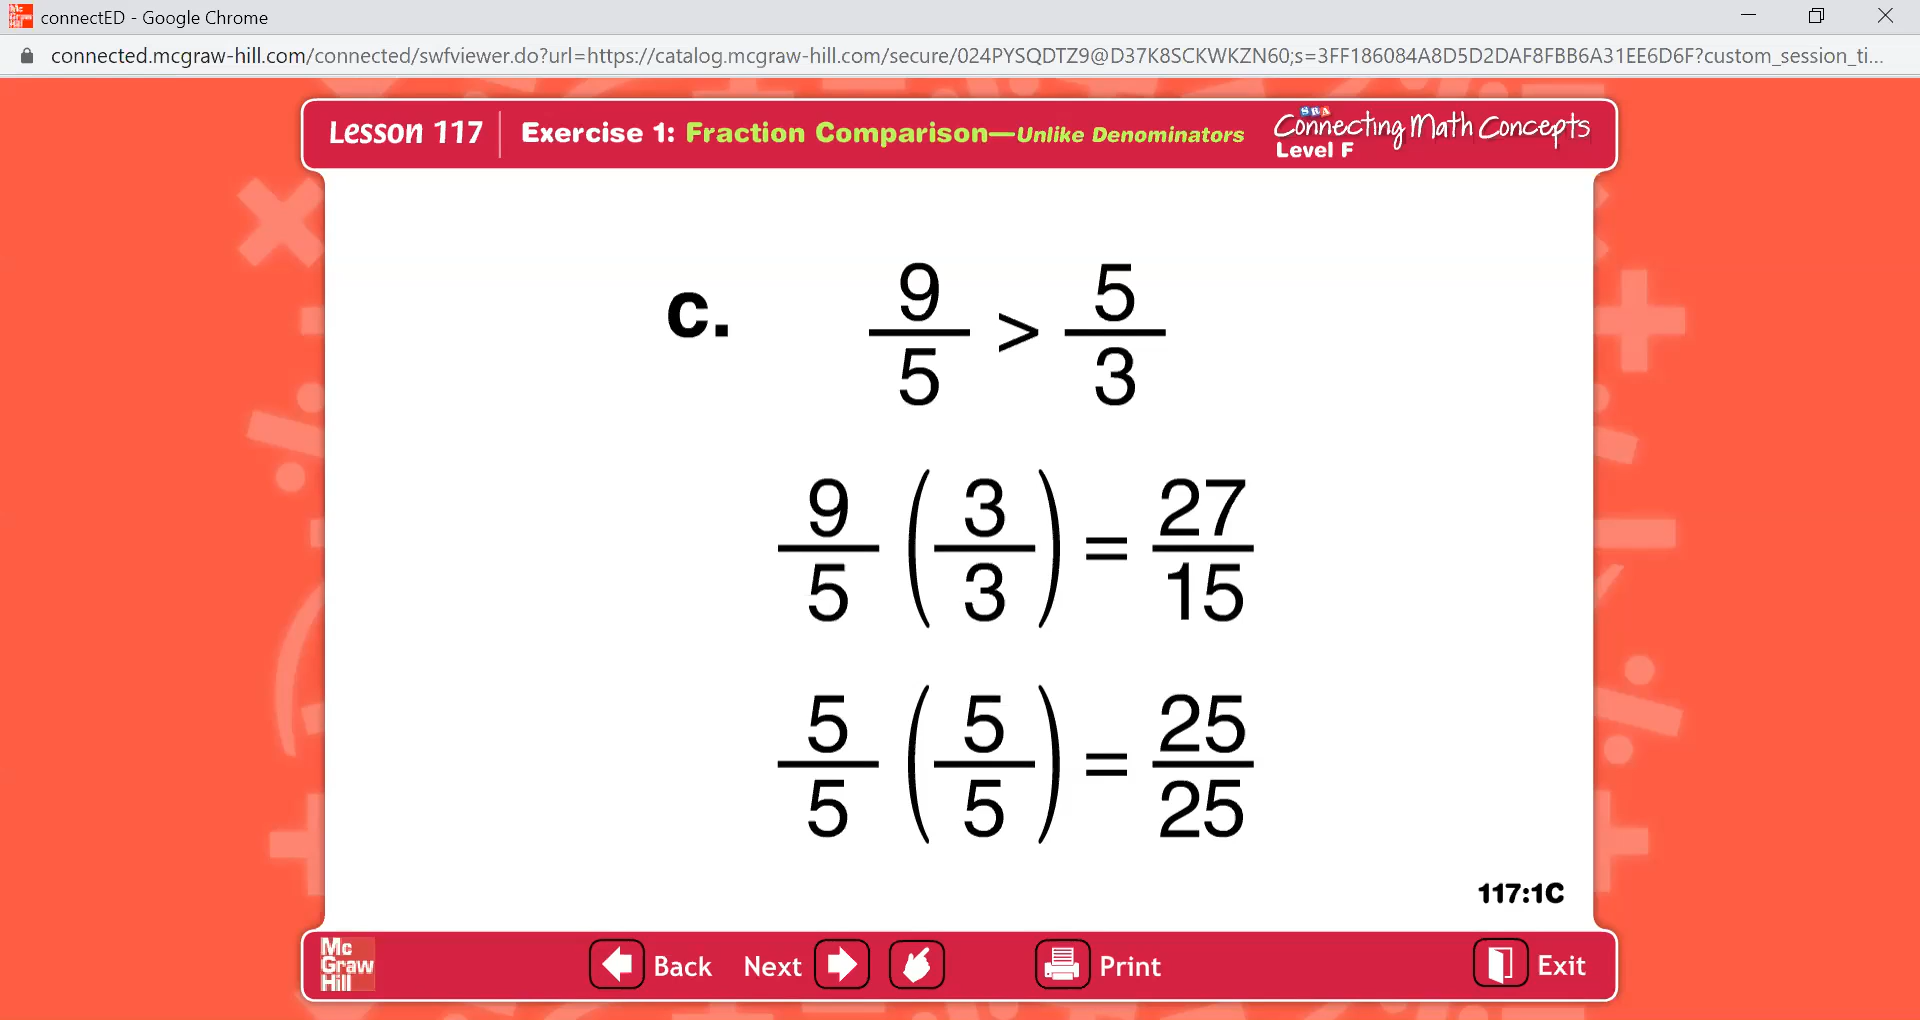 connectED - Google Chrome
connected.mcgraw-hill.com/connected/swfviewer.do?url=https://catalog.mcgraw-hill.com/secure/024PYSQDTZ9@D37K8SCKWKZN60;s=3FF186084A8D5D2DAF8FBB6A31EE6D6F?custom_session_ti...
Lesson 117 Exercise 1: Fraction Comparison—Unlike Denominators
SRA
Connecting Math Concepts
Level F
c. 9/5 > 5/3
9/5 (3/3) = 27/15
5/5 (5/5) = 25/25
117:1C
Mc
Graw
Hill
Back Next Print Exit